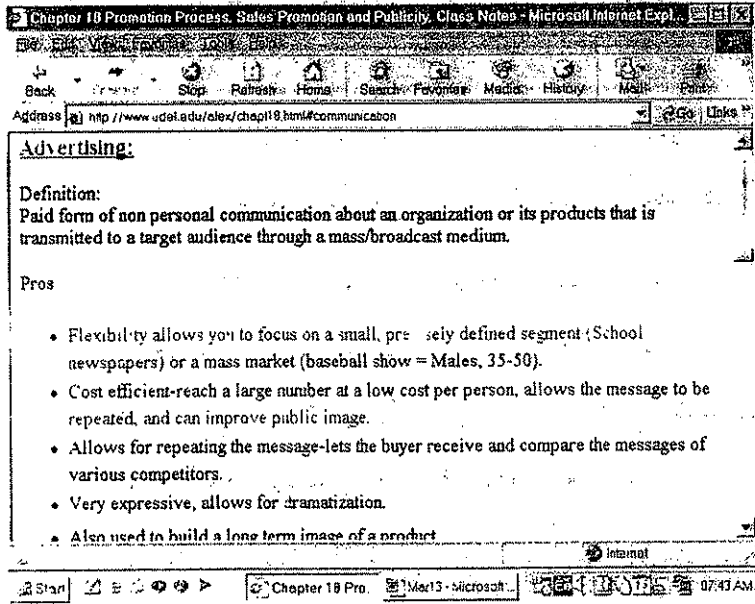 Chapter 18 Promotion Process, Sales Promotion and Publicity, Class Notes - Microsoft Internet Expl...
File Edit View Favorites Tools Help
Back Stop Refresh Home Search Favorites Media History Mail Print
Address http://www.udel.edu/alex/chapt18.html#communication Go Links
Advertising:
Definition:
Paid form of non personal communication about an organization or its products that is
transmitted to a target audience through a mass/broadcast medium.
Pros
• Flexibility allows you to focus on a small, pre sely defined segment (School
newspapers) or a mass market (baseball show = Males, 35-50).
• Cost efficient-reach a large number at a low cost per person, allows the message to be
repeated, and can improve public image.
• Allows for repeating the message-lets the buyer receive and compare the messages of
various competitors.
• Very expressive, allows for dramatization.
• Also used to build a long term image of a product.
Internet
Start Chapter 18 Pro... Mar13 - Microsoft... 07:43 AM